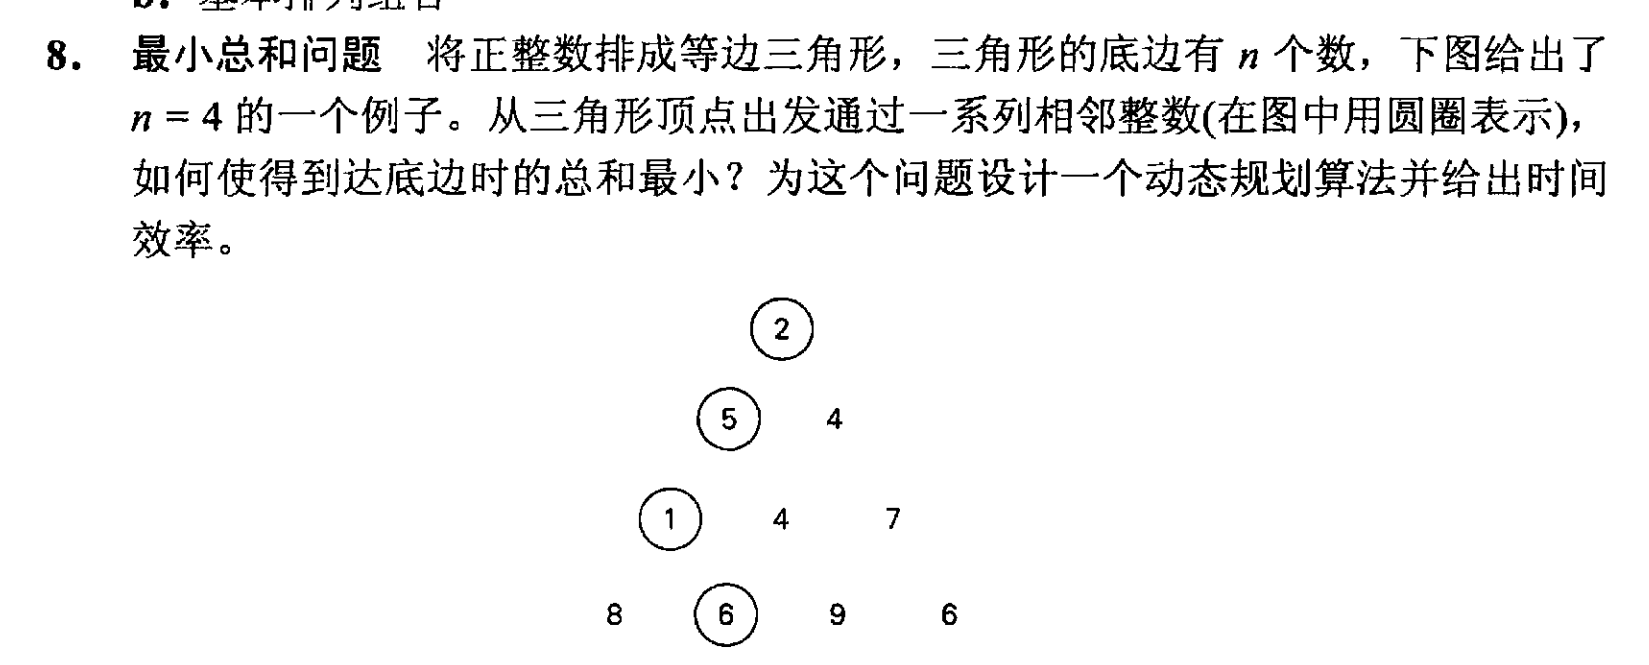 8. 最小总和问题 将正整数排成等边三角形，三角形的底边有 n 个数，下图给出了
n = 4 的一个例子。从三角形顶点出发通过一系列相邻整数(在图中用圆圈表示)，
如何使得到达底边时的总和最小？为这个问题设计一个动态规划算法并给出时间
效率。
2
5 4
1 4 7
8 6 9 6